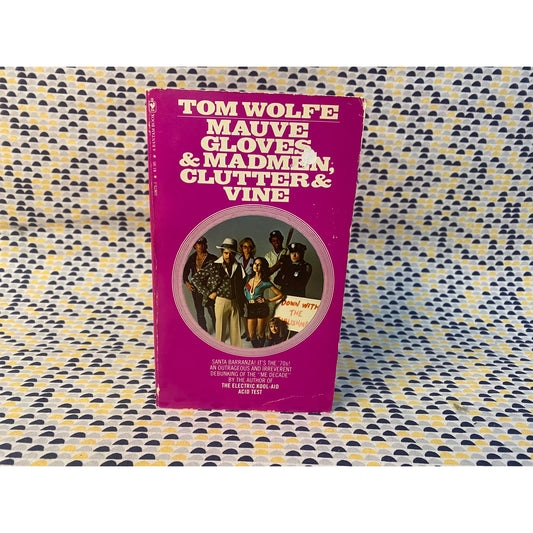 TOM WOLFE
MAUVE
GLOVES
& MADMEN,
CLUTTER &
VINE
DOWN WITH
THE
SANTA BARRANZA! IT'S THE '70s!
AN OUTRAGEOUS AND IRREVERENT
DEBUNKING OF THE "ME DECADE"
BY THE AUTHOR OF
THE ELECTRIC KOOL-AID
ACID TEST